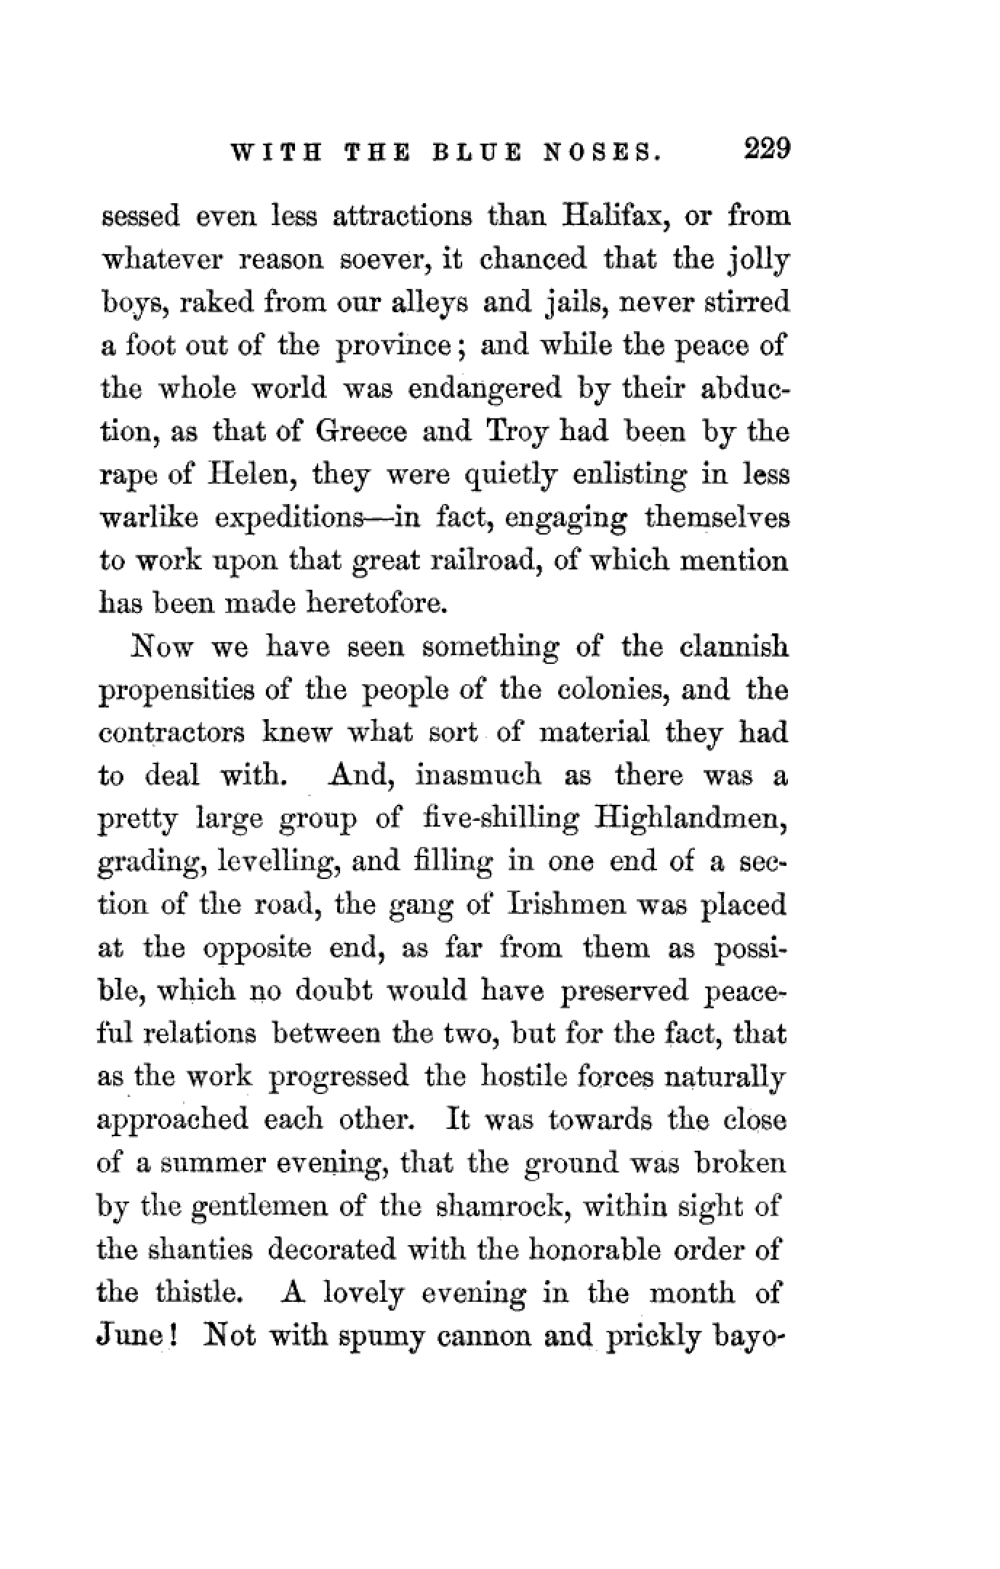 WITH THE BLUE NOSES. 229
sessed even less attractions than Halifax, or from
whatever reason soever, it chanced that the jolly
boys, raked from our alleys and jails, never stirred
a foot out of the province; and while the peace of
the whole world was endangered by their abduc-
tion, as that of Greece and Troy had been by the
rape of Helen, they were quietly enlisting in less
warlike expeditions—in fact, engaging themselves
to work upon that great railroad, of which mention
has been made heretofore.
Now we have seen something of the clannish
propensities of the people of the colonies, and the
contractors knew what sort of material they had
to deal with. And, inasmuch as there was a
pretty large group of five-shilling Highlandmen,
grading, levelling, and filling in one end of a sec-
tion of the road, the gang of Irishmen was placed
at the opposite end, as far from them as possi-
ble, which no doubt would have preserved peace-
ful relations between the two, but for the fact, that
as the work progressed the hostile forces naturally
approached each other. It was towards the close
of a summer evening, that the ground was broken
by the gentlemen of the shamrock, within sight of
the shanties decorated with the honorable order of
the thistle. A lovely evening in the month of
June! Not with spumy cannon and prickly bayo-